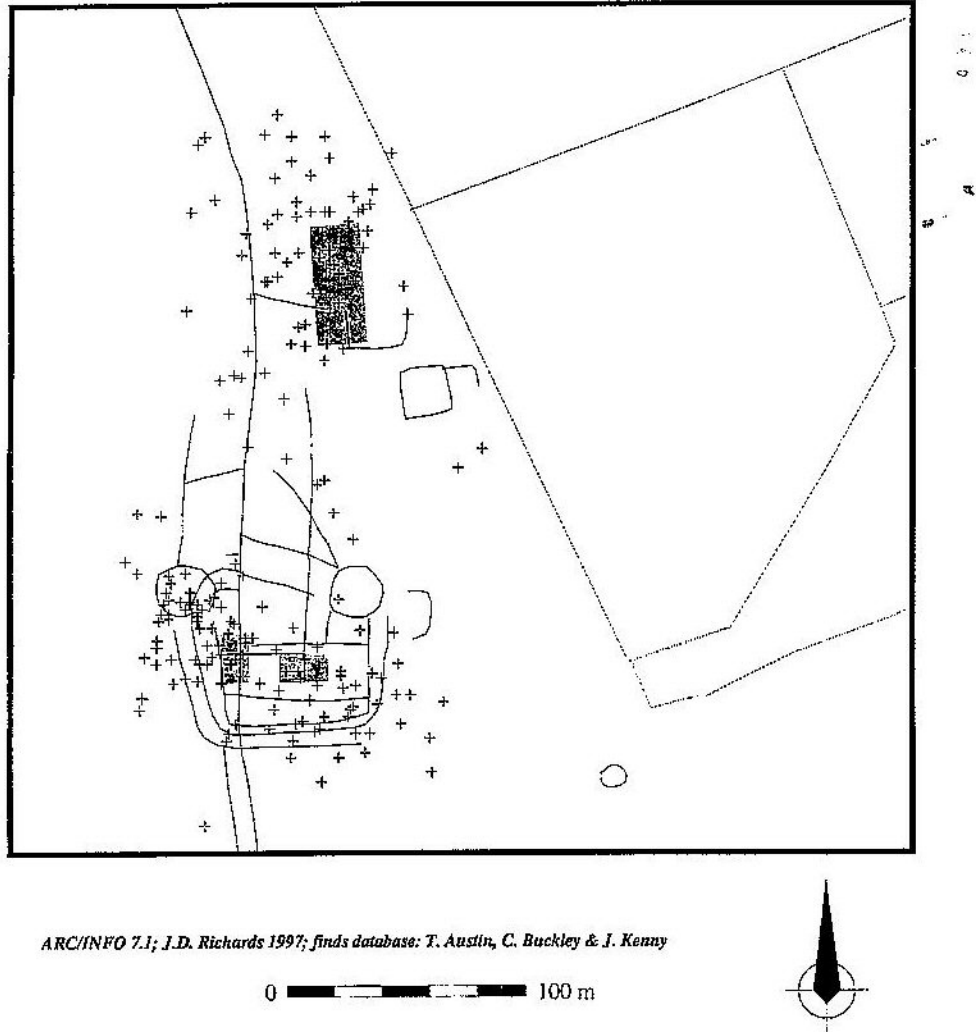 ARC/INFO 7.1; J.D. Richards 1997; finds database: T. Austin, C. Buckley & J. Kenny
0 100 m